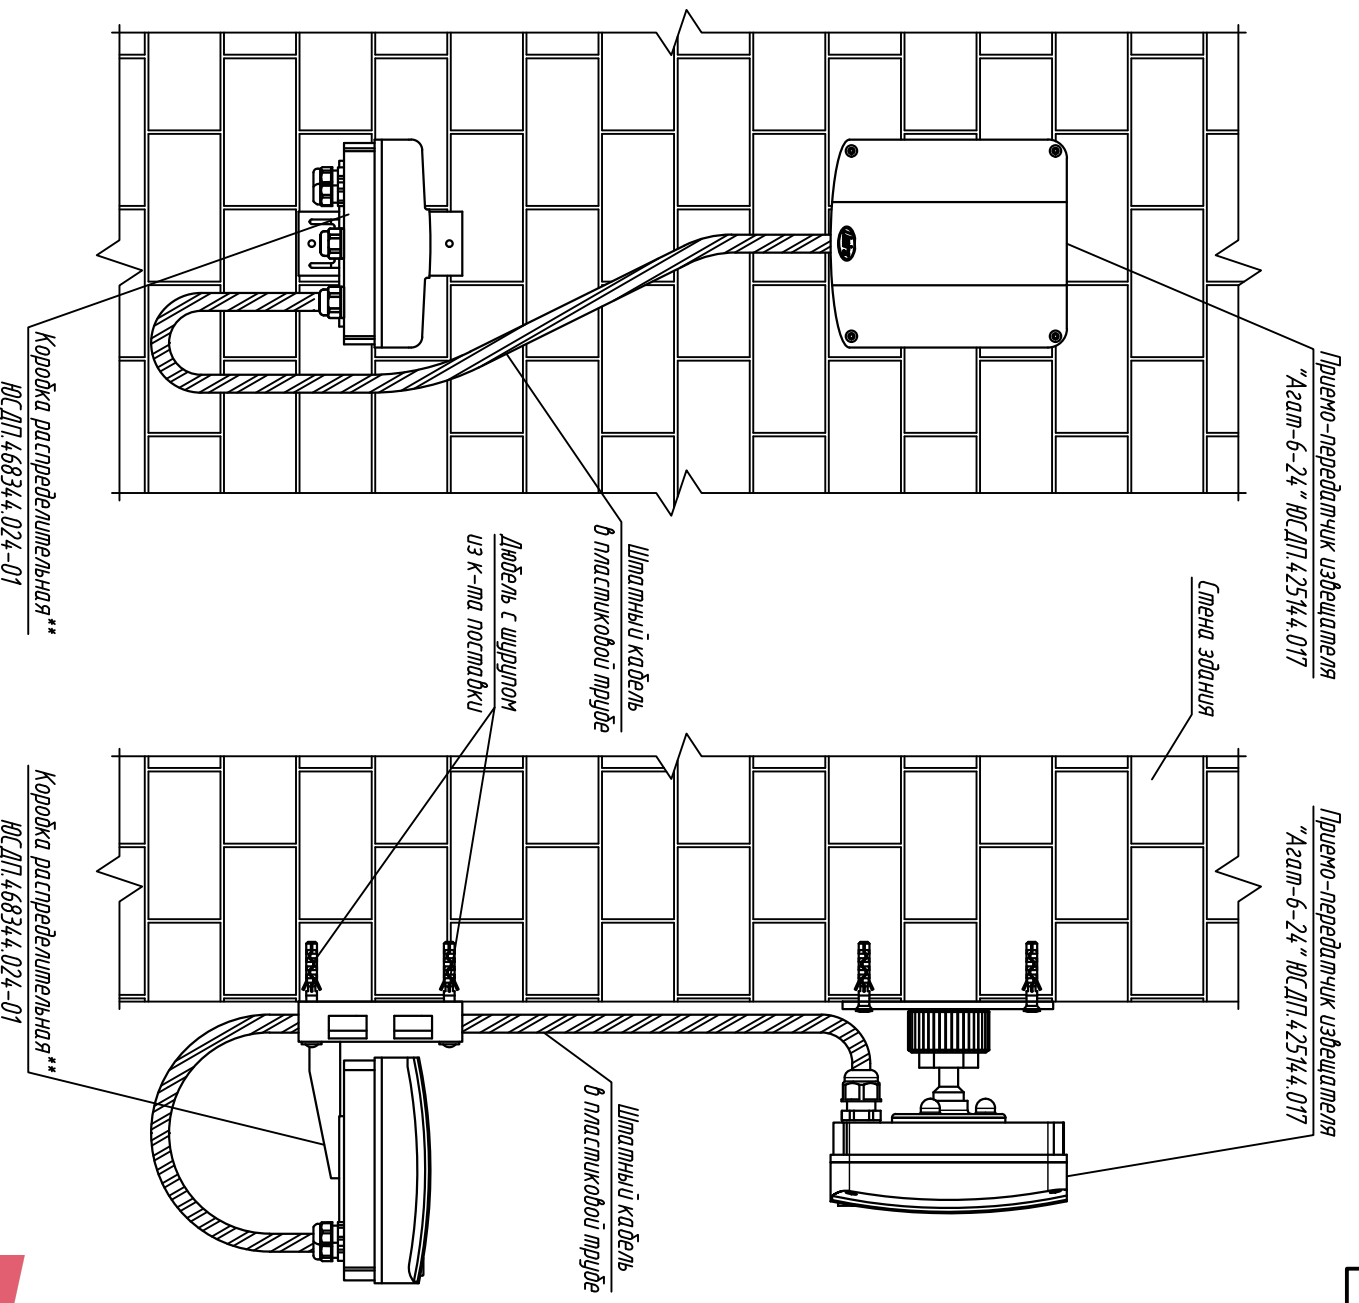 Приемо-передатчик извещателя
"Агат-6-24" ЮСДП.425144.017
Штатный кабель
в пластиковой трубе
Коробка распределительная**
ЮСДП.468344.024-01
Стена здания
Дюбель с шурупом
из к-та поставки
Приемо-передатчик извещателя
"Агат-6-24" ЮСДП.425144.017
Штатный кабель
в пластиковой трубе
Коробка распределительная**
ЮСДП.468344.024-01